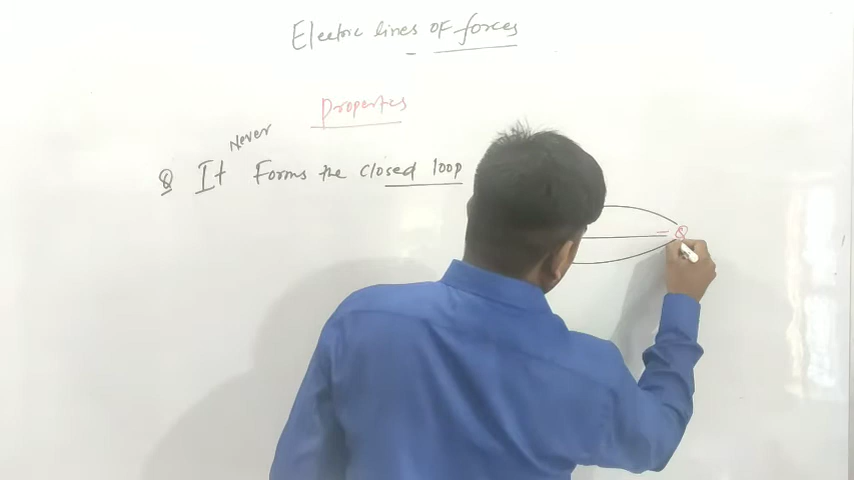 Electric lines of forces
Properties
Never
Q It Forms the closed loop
= Q